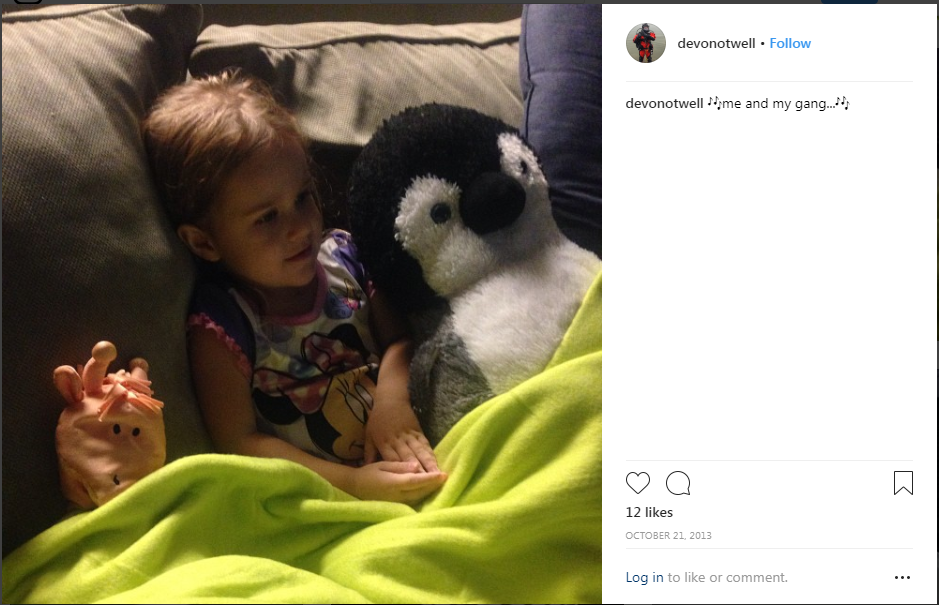 devonotwell • Follow
devonotwell 🎶me and my gang...🎶
12 likes
OCTOBER 21, 2013
Log in to like or comment.